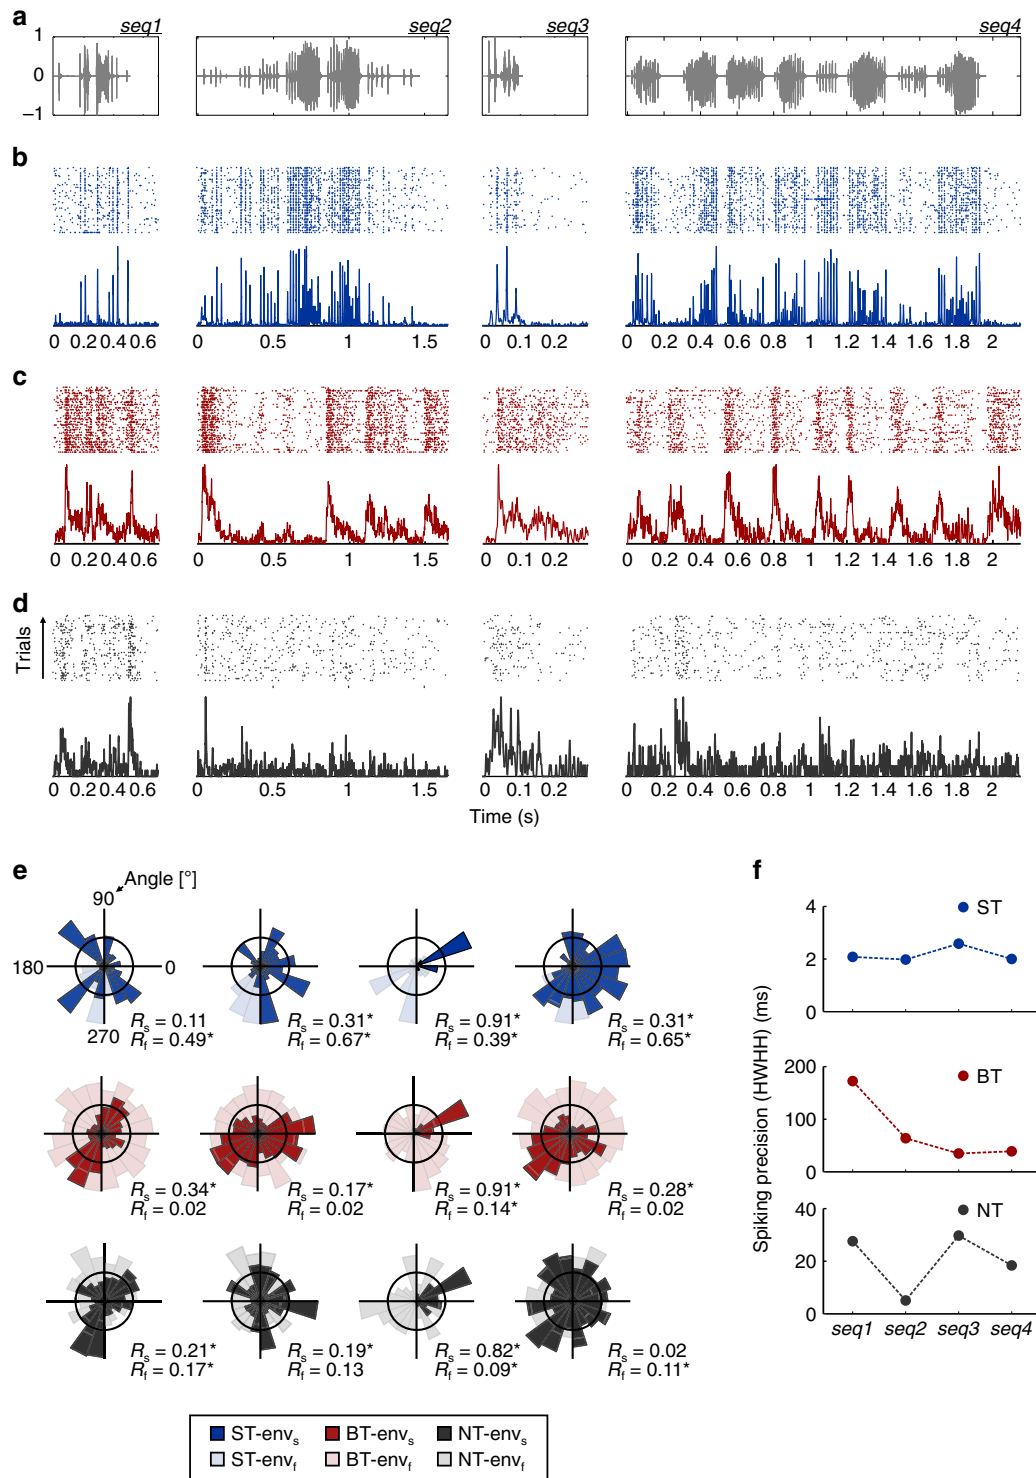 a
seq1 seq2 seq3 seq4
1
0
−1
b
0 0.2 0.4 0.6 0 0.5 1 1.5 0 0.1 0.2 0 0.2 0.4 0.6 0.8 1 1.2 1.4 1.6 1.8 2
c
0 0.2 0.4 0.6 0 0.5 1 1.5 0 0.1 0.2 0 0.2 0.4 0.6 0.8 1 1.2 1.4 1.6 1.8 2
d
Trials
0 0.2 0.4 0.6 0 0.5 1 1.5 0 0.1 0.2 0 0.2 0.4 0.6 0.8 1 1.2 1.4 1.6 1.8 2
Time (s)
e
Angle [°]
90
180 0
270
Rs = 0.11 Rs = 0.31* Rs = 0.91* Rs = 0.31*
Rf = 0.49* Rf = 0.67* Rf = 0.39* Rf = 0.65*
Rs = 0.34* Rs = 0.17* Rs = 0.91* Rs = 0.28*
Rf = 0.02 Rf = 0.02 Rf = 0.14* Rf = 0.02
Rs = 0.21* Rs = 0.19* Rs = 0.82* Rs = 0.02
Rf = 0.17* Rf = 0.13 Rf = 0.09* Rf = 0.11*
ST-envs BT-envs NT-envs
ST-envf BT-envf NT-envf
f
Spiking precision (HWHH) (ms)
4
2
0
ST
200
100
0
BT
40
20
0
NT
seq1 seq2 seq3 seq4